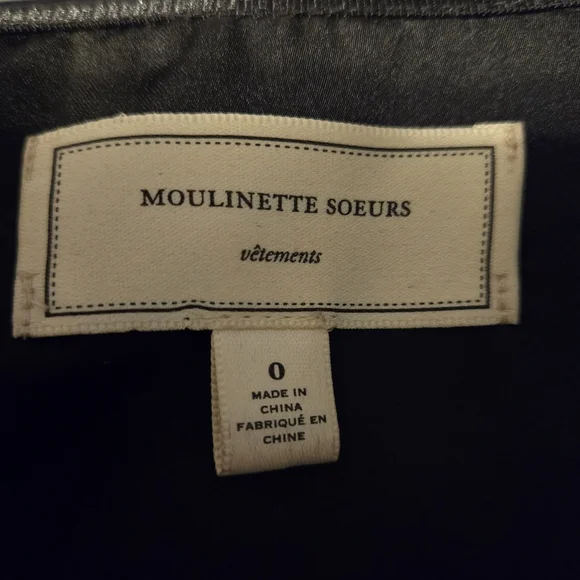 MOULINETTE SOEURS
vêtements
0
MADE IN
CHINA
FABRIQUÉ EN
CHINE